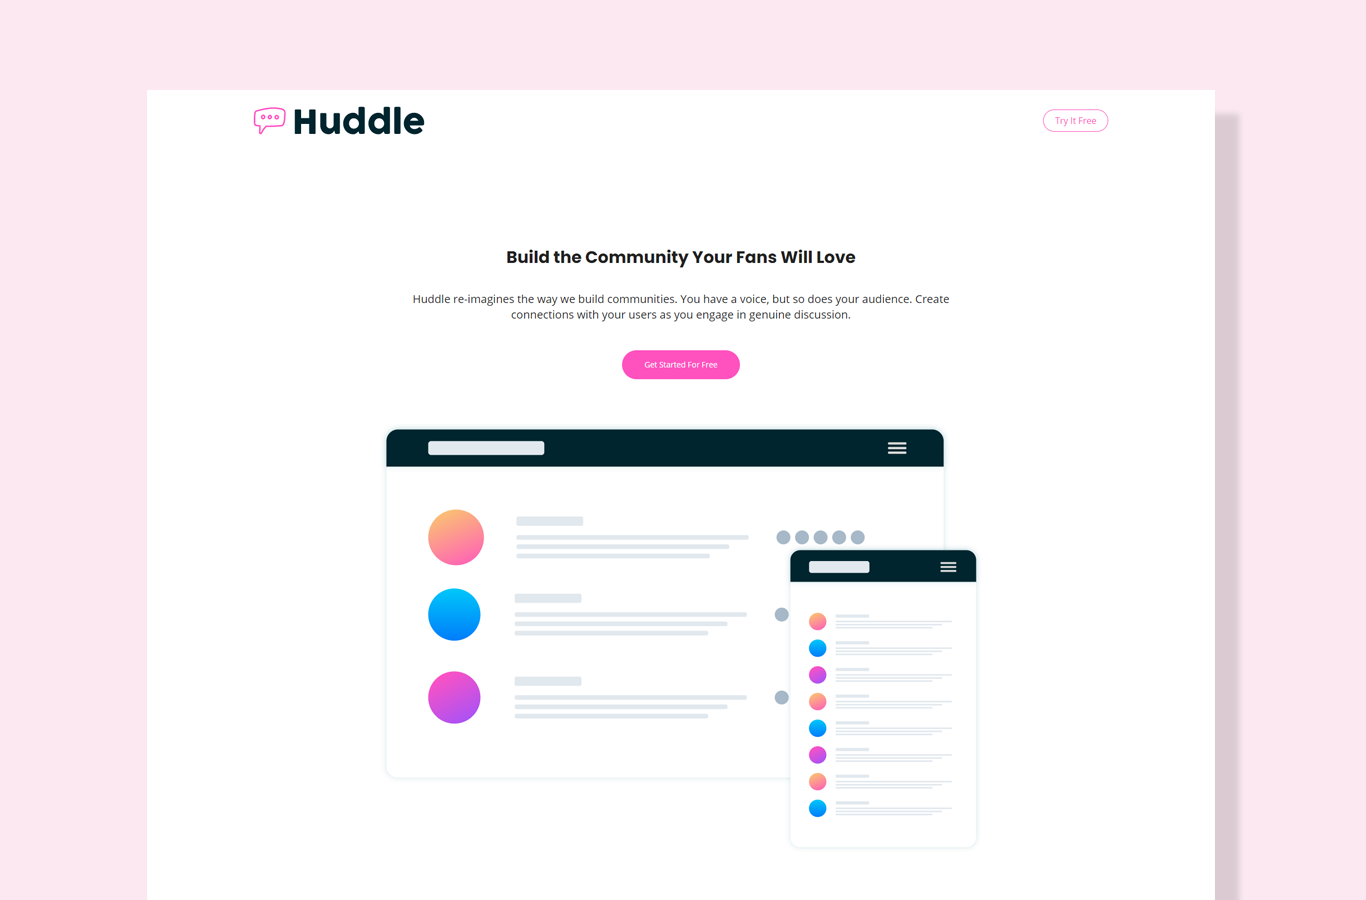 Huddle
Try It Free
Build the Community Your Fans Will Love
Huddle re-imagines the way we build communities. You have a voice, but so does your audience. Create
connections with your users as you engage in genuine discussion.
Get Started For Free